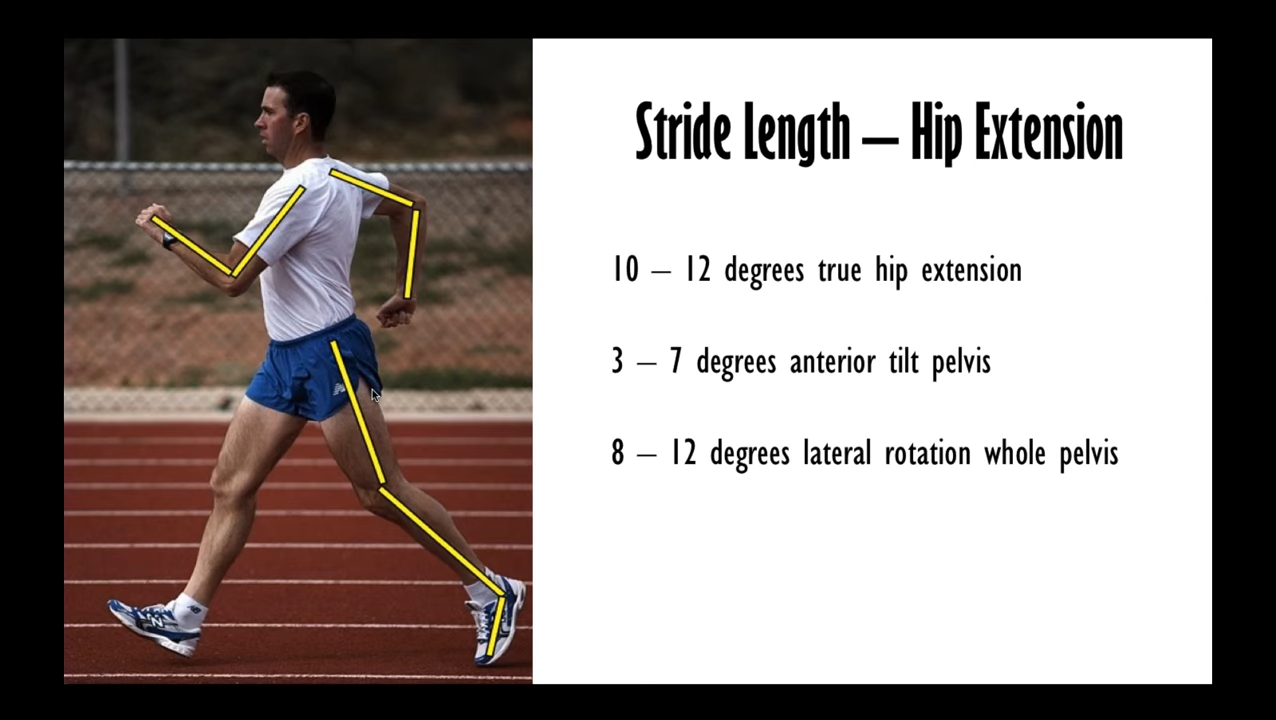 Stride Length – Hip Extension
10 – 12 degrees true hip extension
3 – 7 degrees anterior tilt pelvis
8 – 12 degrees lateral rotation whole pelvis